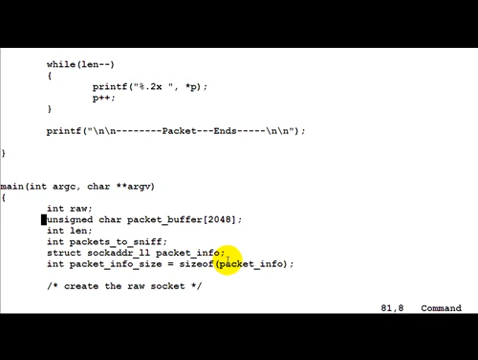 while(len--)
{
printf("%.2x ", *p);
p++;
}
printf("\n\n--------Packet---Ends-----\n\n");
}
main(int argc, char **argv)
{
int raw;
unsigned char packet_buffer[2048];
int len;
int packets_to_sniff;
struct sockaddr_ll packet_info;
int packet_info_size = sizeof(packet_info);
/* create the raw socket */
81,8 Command